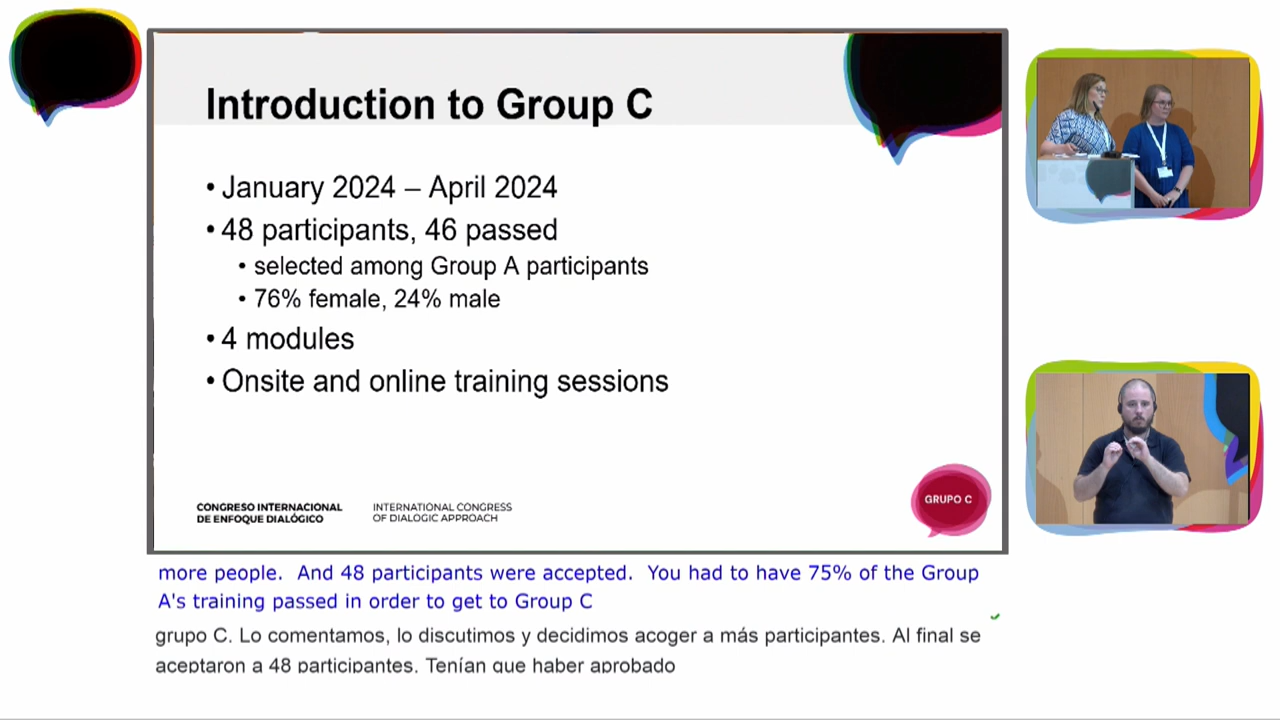 Introduction to Group C
• January 2024 – April 2024
• 48 participants, 46 passed
• selected among Group A participants
• 76% female, 24% male
• 4 modules
• Onsite and online training sessions
CONGRESO INTERNACIONAL
DE ENFOQUE DIALÓGICO
INTERNATIONAL CONGRESS
OF DIALOGIC APPROACH
GRUPO C
more people.  And 48 participants were accepted.  You had to have 75% of the Group
A's training passed in order to get to Group C
grupo C. Lo comentamos, lo discutimos y decidimos acoger a más participantes. Al final se
aceptaron a 48 participantes. Tenían que haber aprobado